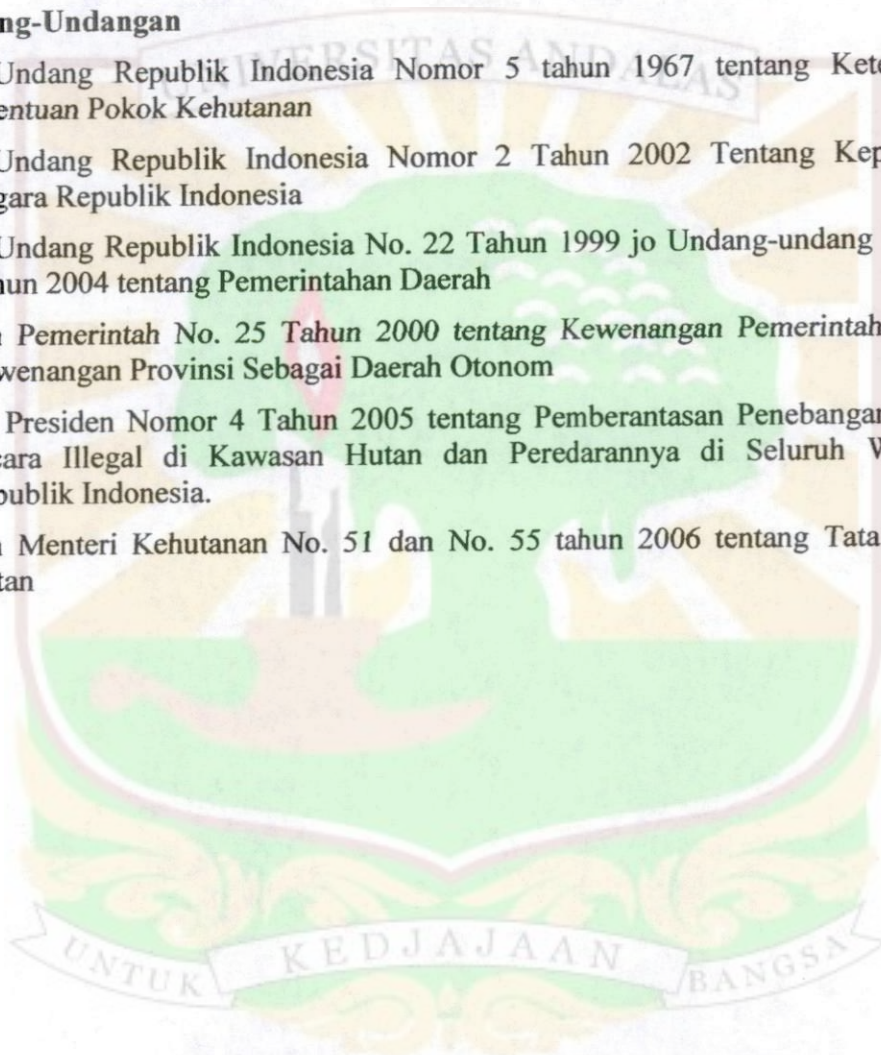 ng-Undangan
UNIVERSITAS ANDALAS
Undang Republik Indonesia Nomor 5 tahun 1967 tentang Kete
entuan Pokok Kehutanan
Undang Republik Indonesia Nomor 2 Tahun 2002 Tentang Kep
gara Republik Indonesia
Undang Republik Indonesia No. 22 Tahun 1999 jo Undang-undang
hun 2004 tentang Pemerintahan Daerah
n Pemerintah No. 25 Tahun 2000 tentang Kewenangan Pemerintah
wenangan Provinsi Sebagai Daerah Otonom
Presiden Nomor 4 Tahun 2005 tentang Pemberantasan Penebangan
cara Illegal di Kawasan Hutan dan Peredarannya di Seluruh W
publik Indonesia.
n Menteri Kehutanan No. 51 dan No. 55 tahun 2006 tentang Tata
tan
UNTUK KEDJAJAAN BANGSA